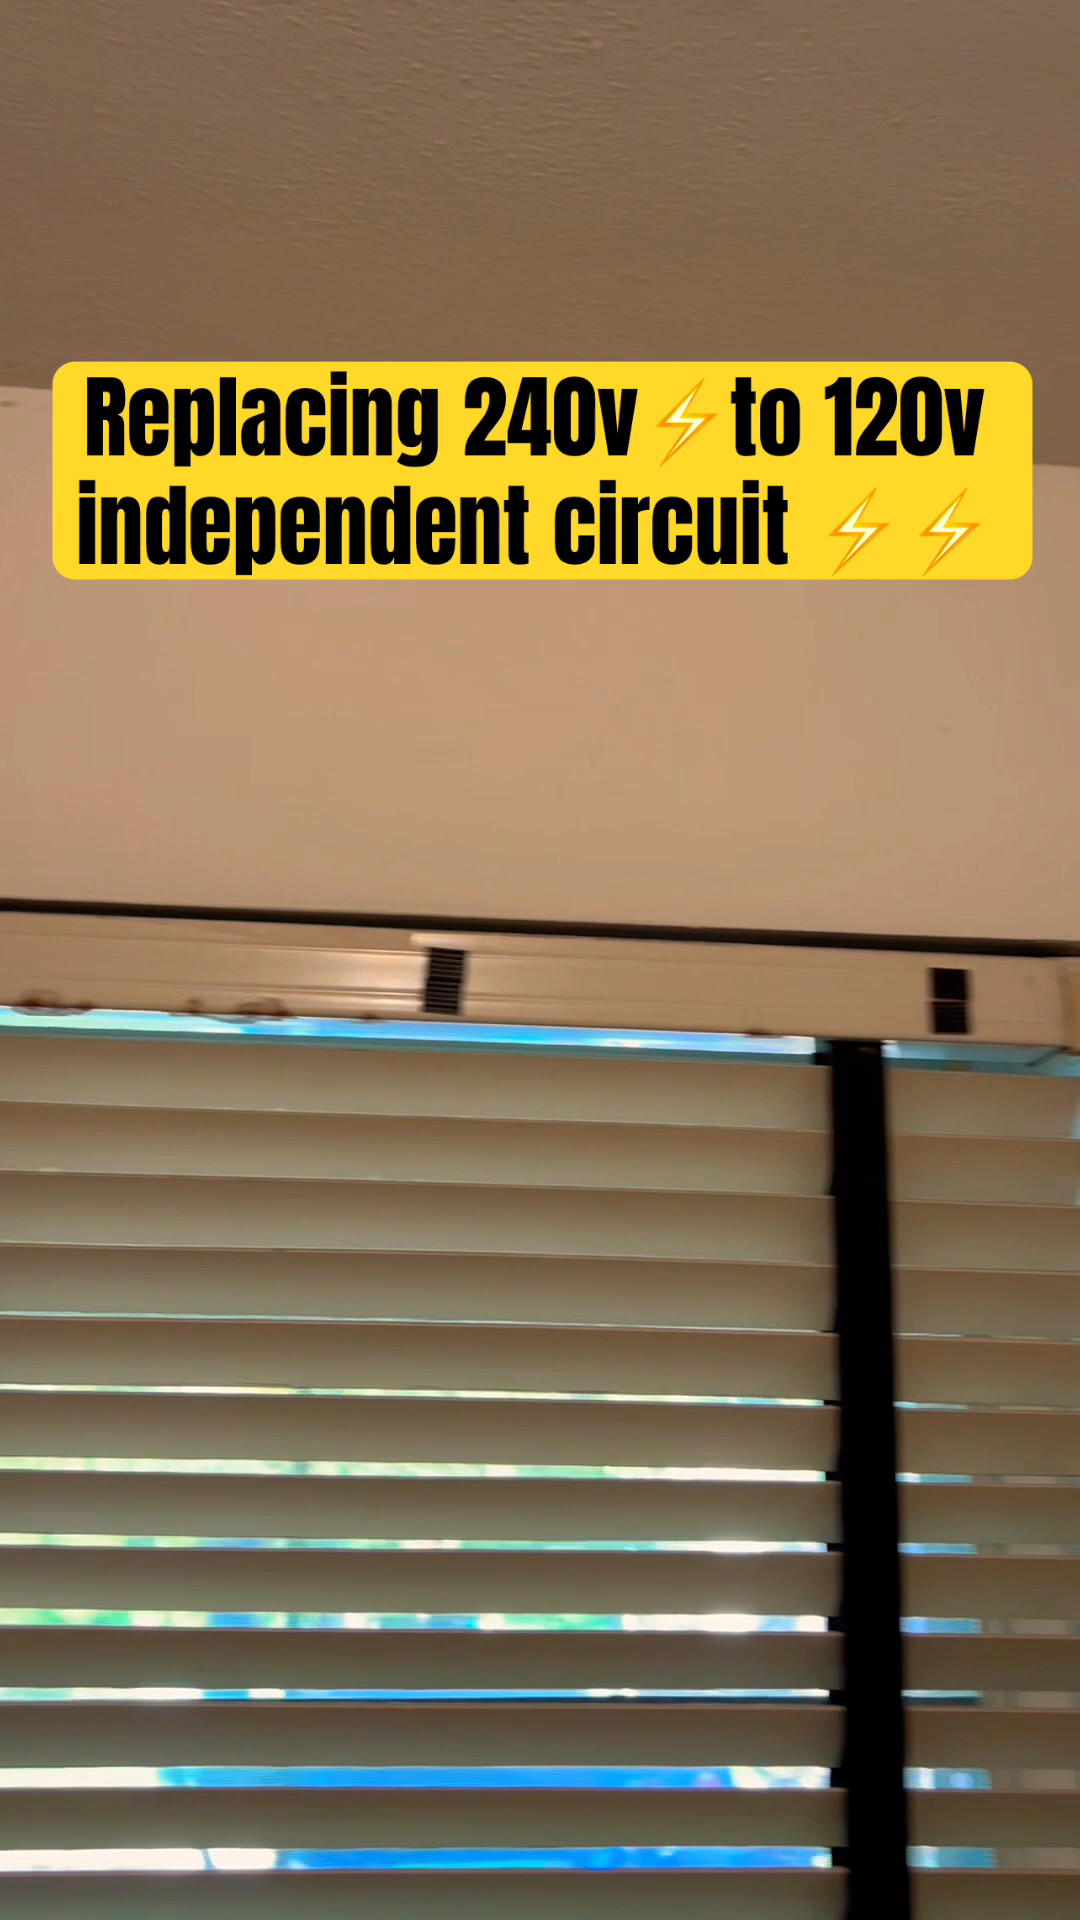 Replacing 240v⚡to 120v
independent circuit ⚡⚡